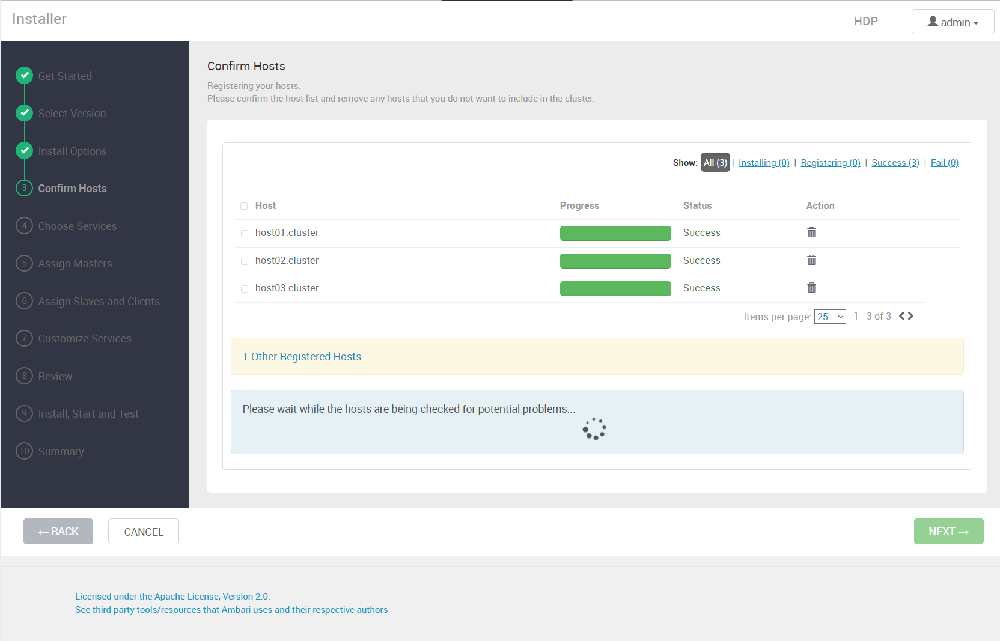 Installer
HDP
admin
Get Started
Select Version
Install Options
3 Confirm Hosts
4 Choose Services
5 Assign Masters
6 Assign Slaves and Clients
7 Customize Services
8 Review
9 Install, Start and Test
10 Summary
Confirm Hosts
Registering your hosts.
Please confirm the host list and remove any hosts that you do not want to include in the cluster.
Show: All (3) | Installing (0) | Registering (0) | Success (3) | Fail (0)
Host Progress Status Action
host01.cluster Success
host02.cluster Success
host03.cluster Success
Items per page: 25 1 - 3 of 3
1 Other Registered Hosts
Please wait while the hosts are being checked for potential problems...
← BACK
CANCEL
NEXT →
Licensed under the Apache License, Version 2.0.
See third-party tools/resources that Ambari uses and their respective authors